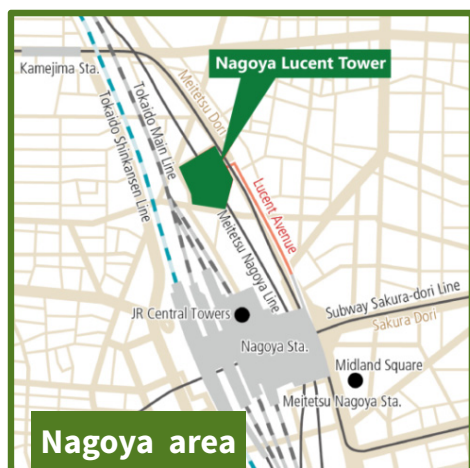 Kamejima Sta.
Nagoya Lucent Tower
Meitetsu Dori
Tokaido Main Line
Tokaido Shinkansen Line
Lucent Avenue
Meitetsu Nagoya Line
JR Central Towers
Subway Sakura-dori Line
Sakura Dori
Nagoya Sta.
Midland Square
Meitetsu Nagoya Sta.
Nagoya area